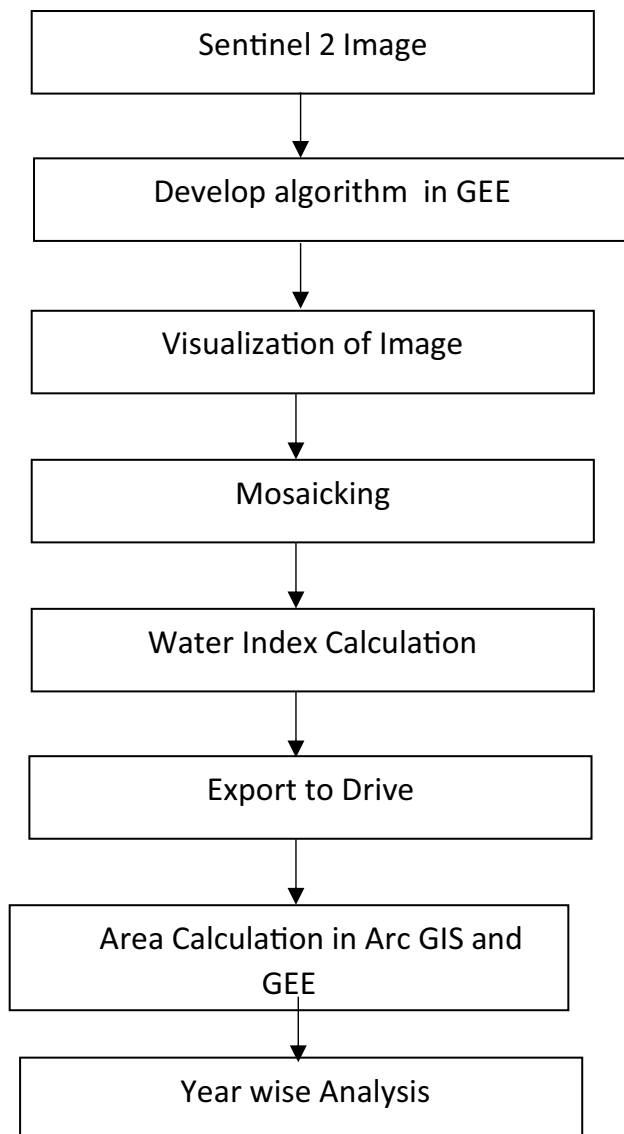 Sentinel 2 Image
Develop algorithm in GEE
Visualization of Image
Mosaicking
Water Index Calculation
Export to Drive
Area Calculation in Arc GIS and
GEE
Year wise Analysis